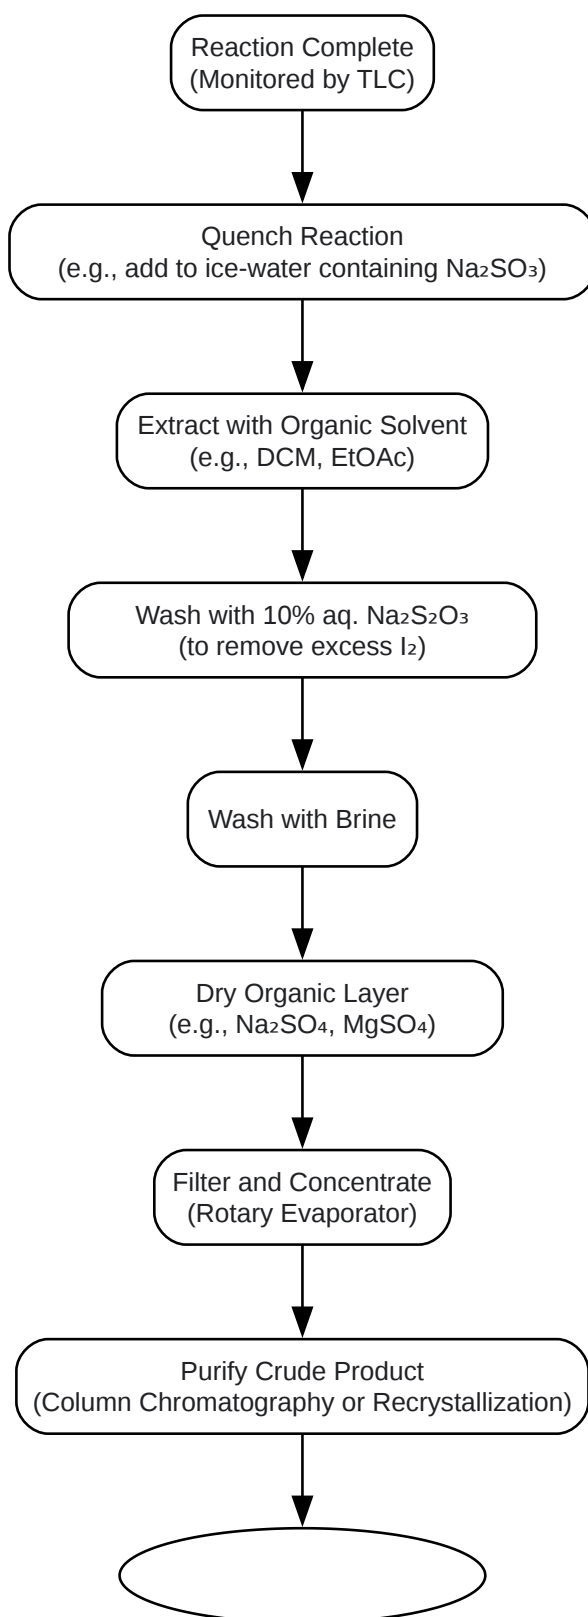 Reaction Complete
(Monitored by TLC)
Quench Reaction
(e.g., add to ice-water containing Na₂SO₃)
Extract with Organic Solvent
(e.g., DCM, EtOAc)
Wash with 10% aq. Na₂S₂O₃
(to remove excess I₂)
Wash with Brine
Dry Organic Layer
(e.g., Na₂SO₄, MgSO₄)
Filter and Concentrate
(Rotary Evaporator)
Purify Crude Product
(Column Chromatography or Recrystallization)